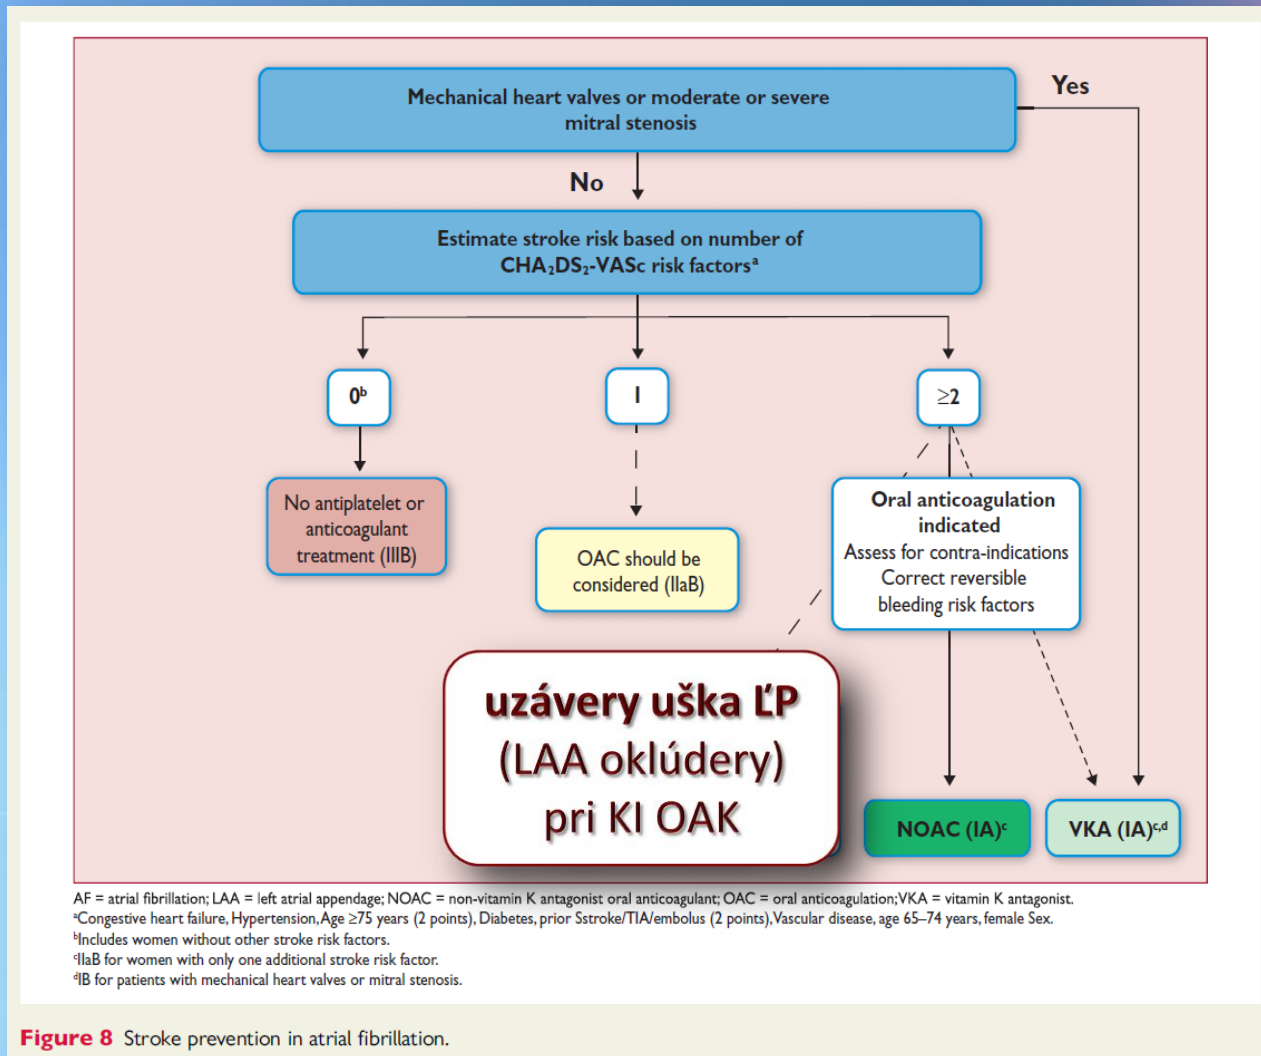 Mechanical heart valves or moderate or severe
mitral stenosis
Yes
No
Estimate stroke risk based on number of
CHA₂DS₂-VASc risk factorsᵃ
0ᵇ
1
≥2
No antiplatelet or
anticoagulant
treatment (IIIB)
OAC should be
considered (IIaB)
Oral anticoagulation
indicated
Assess for contra-indications
Correct reversible
bleeding risk factors
uzávery uška ĽP
(LAA oklúdery)
pri KI OAK
NOAC (IA)ᶜ
VKA (IA)ᶜ,ᵈ
AF = atrial fibrillation; LAA = left atrial appendage; NOAC = non-vitamin K antagonist oral anticoagulant; OAC = oral anticoagulation; VKA = vitamin K antagonist.
ᵃCongestive heart failure, Hypertension, Age ≥75 years (2 points), Diabetes, prior Sstroke/TIA/embolus (2 points), Vascular disease, age 65–74 years, female Sex.
ᵇIncludes women without other stroke risk factors.
ᶜIIaB for women with only one additional stroke risk factor.
ᵈIB for patients with mechanical heart valves or mitral stenosis.
Figure 8 Stroke prevention in atrial fibrillation.